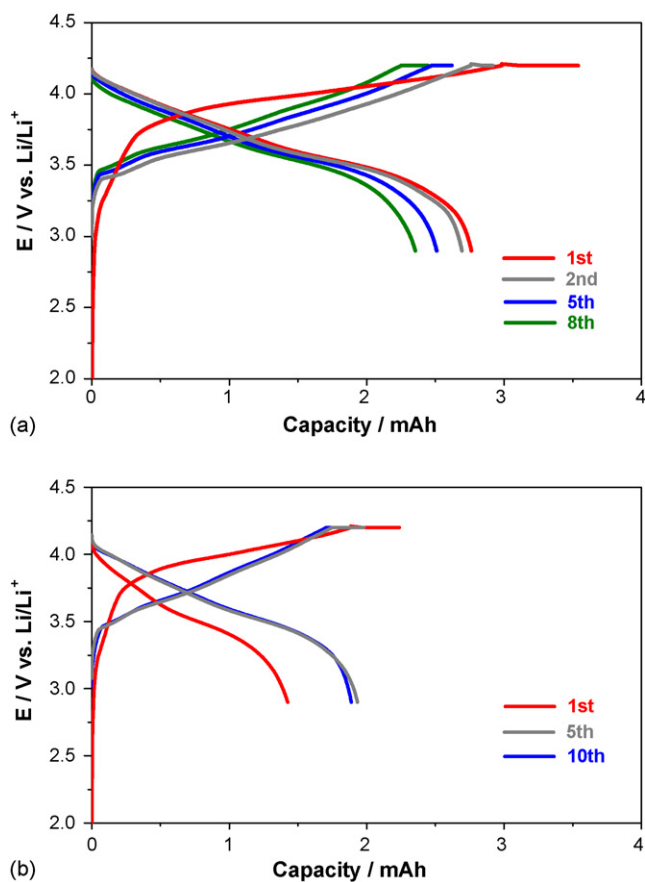 4.5
4.0
3.5
3.0
2.5
2.0
E / V vs. Li/Li+
1st
2nd
5th
8th
0
1
2
3
4
(a)
Capacity / mAh
4.5
4.0
3.5
3.0
2.5
2.0
E / V vs. Li/Li+
1st
5th
10th
0
1
2
3
4
(b)
Capacity / mAh